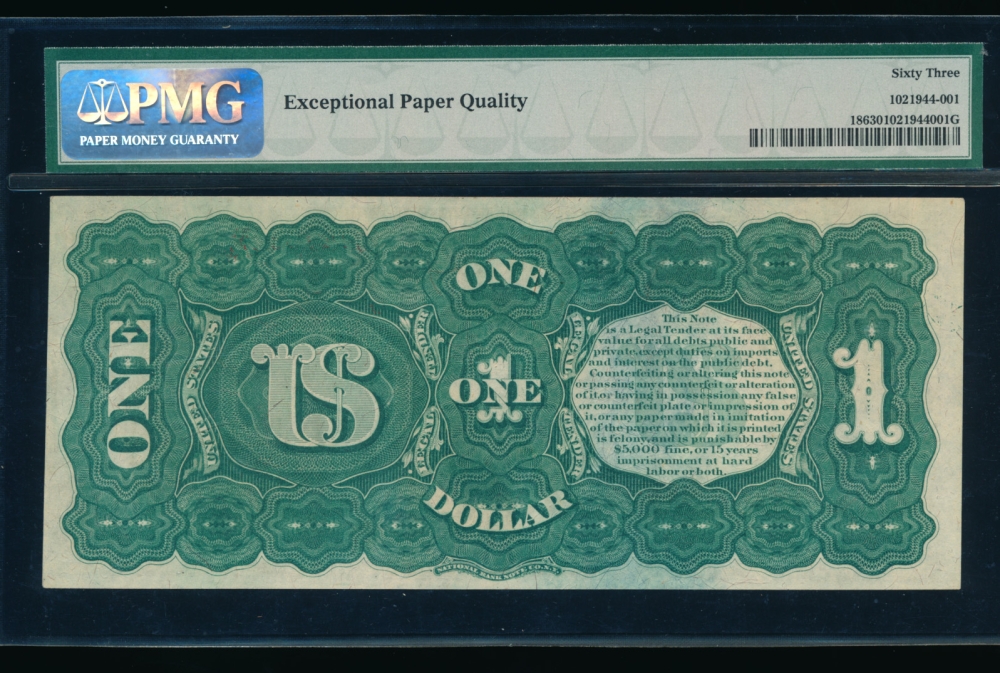 PMG
PAPER MONEY GUARANTY
Exceptional Paper Quality
Sixty Three
1021944-001
186301021944001G
ONE
UNITED STATES
US
LEGAL
TENDER
ONE
1
ONE
DOLLAR
LEGAL
TENDER
This Note
is a Legal Tender at its face
value for all debts public and
private, except duties on imports
and interest on the public debt.
Counterfeiting or altering this note
or passing any counterfeit or alteration
of it, or having in possession any false
or counterfeit plate or impression of
it, or any paper made in imitation
of the paper on which it is printed
is felony, and is punishable by
$5,000 fine, or 15 years
imprisonment at hard
labor or both.
UNITED
STATES
1
NATIONAL BANK NOTE CO. N.Y.